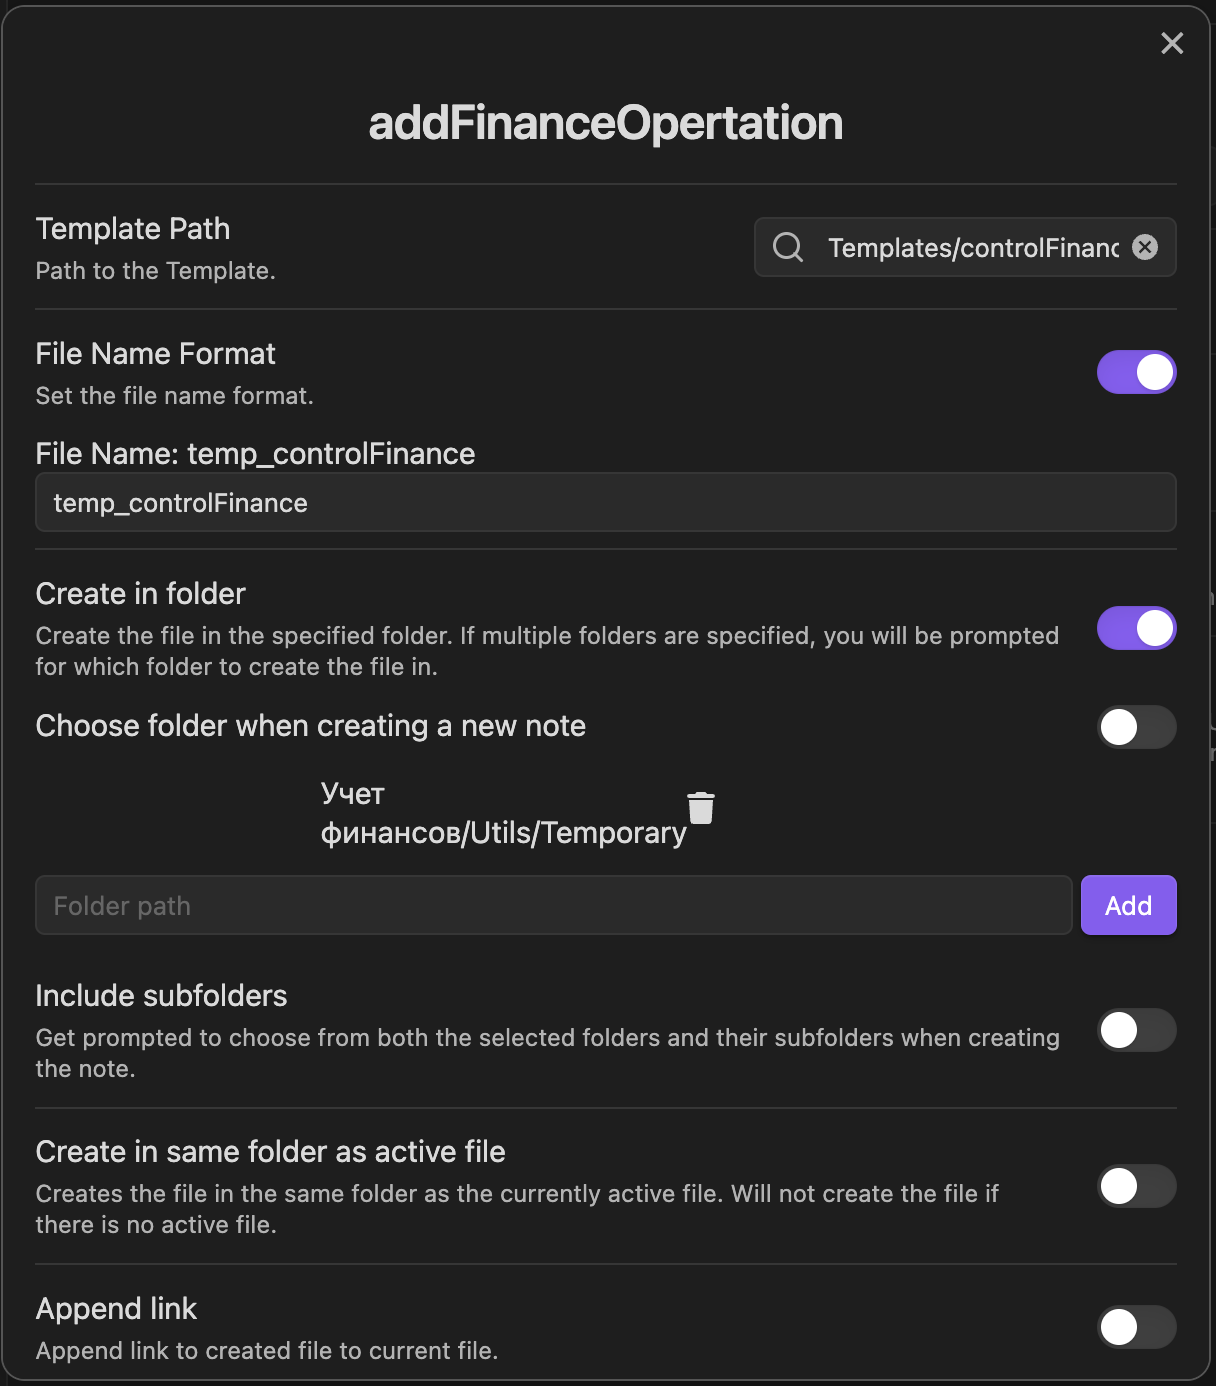 addFinanceOpertation
Template Path
Path to the Template.
Templates/controlFinanc
File Name Format
Set the file name format.
File Name: temp_controlFinance
temp_controlFinance
Create in folder
Create the file in the specified folder. If multiple folders are specified, you will be prompted
for which folder to create the file in.
Choose folder when creating a new note
Учет
финансов/Utils/Temporary
Folder path
Add
Include subfolders
Get prompted to choose from both the selected folders and their subfolders when creating
the note.
Create in same folder as active file
Creates the file in the same folder as the currently active file. Will not create the file if
there is no active file.
Append link
Append link to created file to current file.